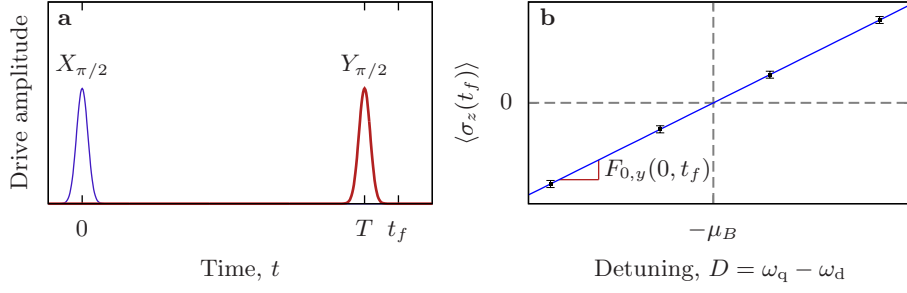 a
Drive amplitude
X_{π/2}
Y_{π/2}
0
T
t_f
Time, t
b
⟨σ_z(t_f)⟩
0
F_{0,y}(0, t_f)
−μ_B
Detuning, D = ω_q − ω_d